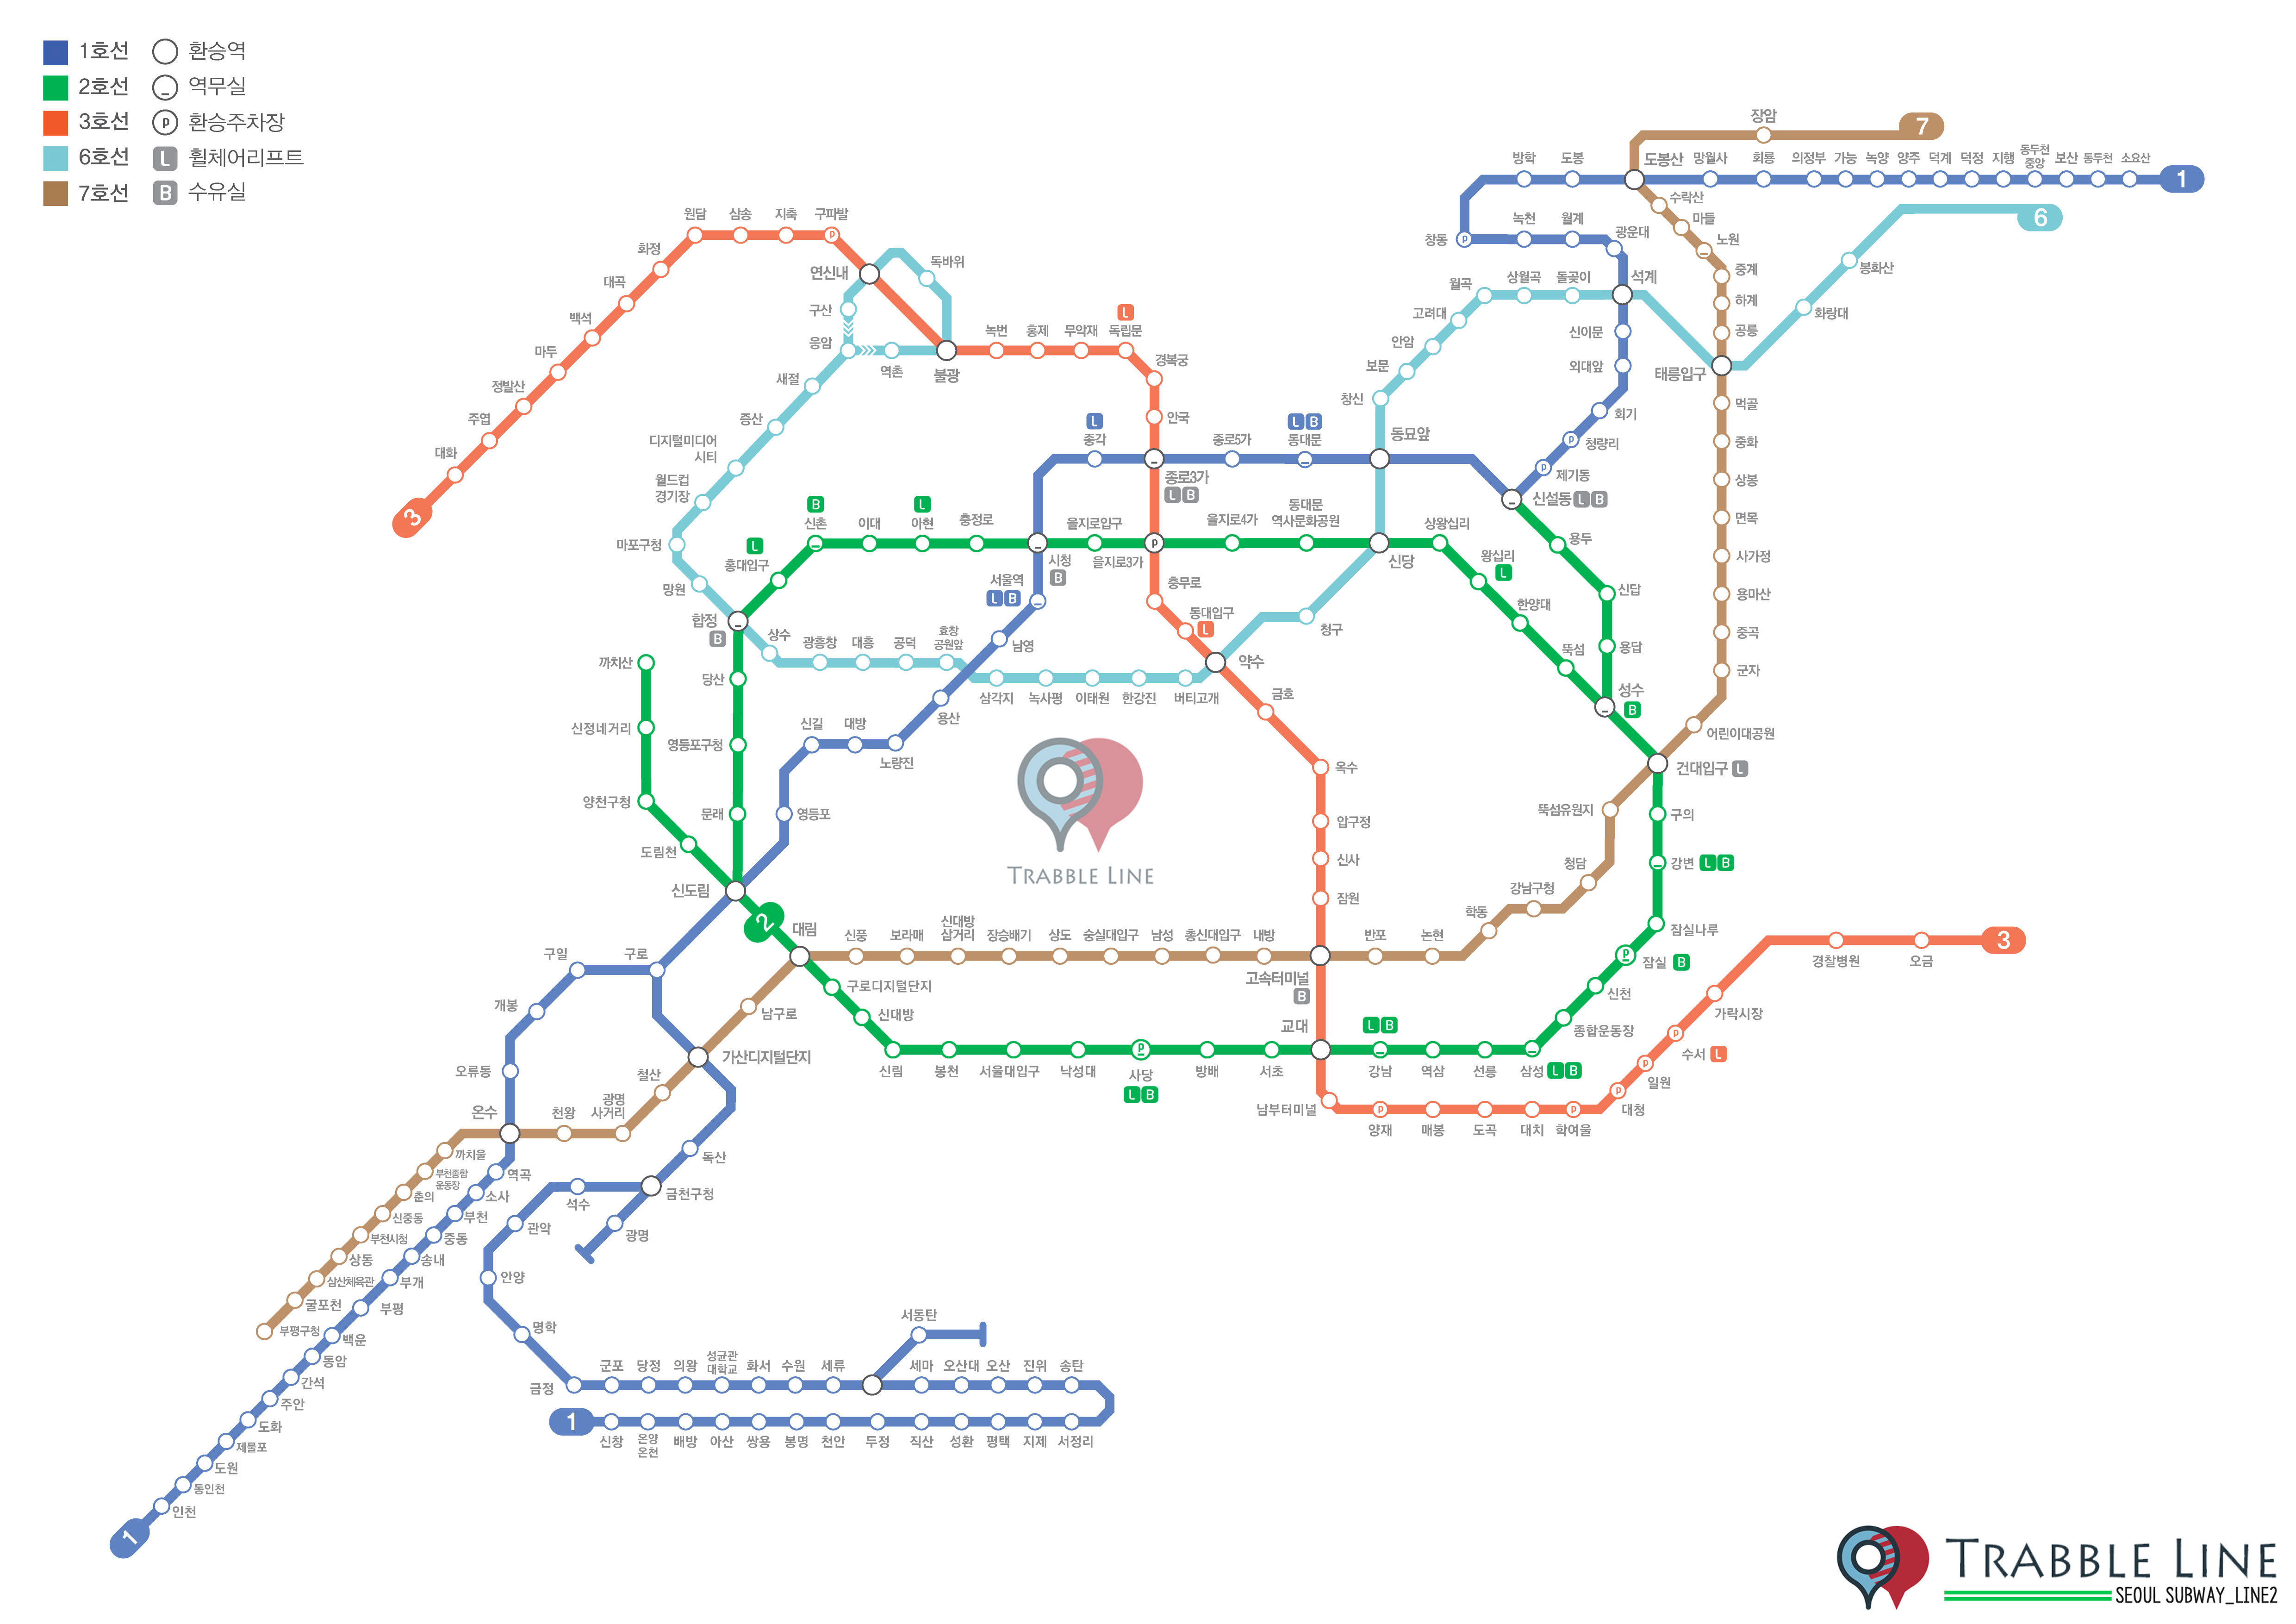 1호선
환승역
2호선
역무실
3호선
P
환승주차장
6호선
L
휠체어리프트
7호선
B
수유실
장암
7
방학
도봉
도봉산
망월사
회룡
의정부
가능
녹양
양주
덕계
덕정
지행
동두천
중앙
보산
동두천
소요산
1
수락산
마들
노원
6
창동
P
녹천
월계
광운대
원당
삼송
지축
구파발
P
화정
대곡
백석
마두
정발산
주엽
대화
3
연신내
독바위
구산
응암
역촌
불광
녹번
홍제
무악재
L
독립문
경복궁
안국
월곡
상월곡
돌곶이
석계
고려대
안암
보문
창신
신이문
외대앞
회기
P
청량리
P
제기동
중계
하계
공릉
봉화산
화랑대
태릉입구
먹골
중화
상봉
면목
사가정
용마산
중곡
군자
어린이대공원
새절
증산
디지털미디어
시티
월드컵
경기장
마포구청
망원
L
종각
종로3가
L B
종로5가
L B
동대문
동묘앞
신설동 L B
B
신촌
이대
L
아현
충정로
L
홍대입구
을지로입구
시청
B
P
을지로3가
을지로4가
동대문
역사문화공원
신당
상왕십리
왕십리
L
한양대
뚝섬
용두
신답
용답
성수
B
서울역
L B
충무로
동대입구
L
청구
합정
B
상수
광흥창
대흥
공덕
효창
공원앞
남영
삼각지
녹사평
이태원
한강진
버티고개
약수
금호
까치산
신정네거리
양천구청
도림천
당산
영등포구청
문래
신길
대방
노량진
용산
영등포
TRABBLE LINE
옥수
압구정
신사
잠원
건대입구 L
뚝섬유원지
청담
강남구청
학동
구의
강변 L B
잠실나루
P
잠실 B
신천
종합운동장
신도림
2
대림
신풍
보라매
신대방
삼거리
장승배기
상도
숭실대입구
남성
총신대입구
내방
고속터미널
B
반포
논현
경찰병원
오금
3
가락시장
P
수서 L
P
일원
P
대청
구일
구로
개봉
오류동
온수
남구로
구로디지털단지
신대방
신림
봉천
서울대입구
낙성대
P
사당
L B
방배
서초
교대
L B
강남
역삼
선릉
삼성 L B
남부터미널
P
양재
매봉
도곡
대치
P
학여울
가산디지털단지
철산
광명
사거리
천왕
까치울
부천종합
운동장
춘의
신중동
부천시청
상동
삼산체육관
굴포천
부평구청
역곡
소사
부천
중동
송내
부개
부평
백운
동암
간석
주안
도화
제물포
도원
동인천
인천
1
독산
금천구청
석수
광명
관악
안양
명학
금정
서동탄
군포
당정
의왕
성균관
대학교
화서
수원
세류
세마
오산대
오산
진위
송탄
1
신창
온양
온천
배방
아산
쌍용
봉명
천안
두정
직산
성환
평택
지제
서정리
TRABBLE LINE
SEOUL SUBWAY_LINE2